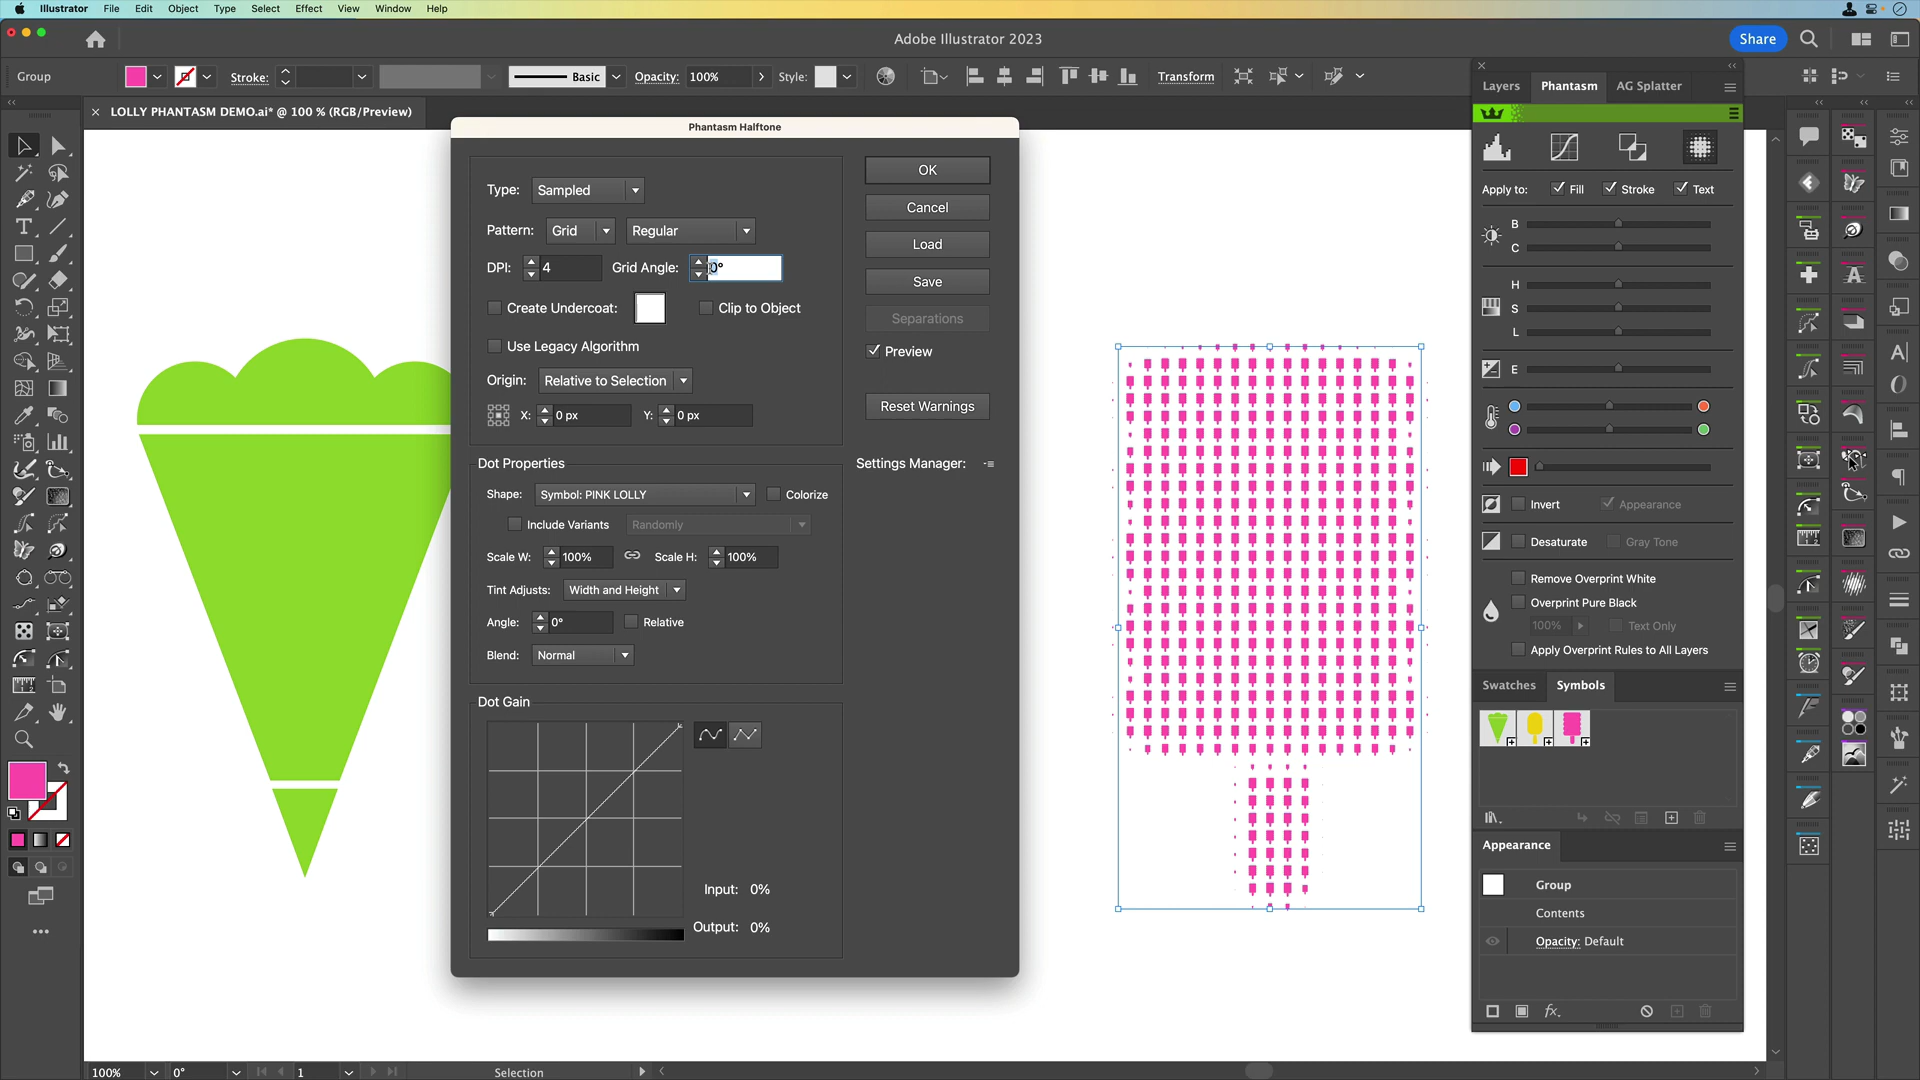 Illustrator File Edit Object Type Select Effect View Window Help
Adobe Illustrator 2023
Share
Group
Stroke:
Basic
Opacity: 100%
Style:
Transform
× LOLLY PHANTASM DEMO.ai* @ 100 % (RGB/Preview)
Phantasm Halftone
Type: Sampled
Pattern: Grid Regular
DPI: 4 Grid Angle: 0°
Create Undercoat: Clip to Object
Use Legacy Algorithm
Origin: Relative to Selection
X: 0 px Y: 0 px
OK
Cancel
Load
Save
Separations
Preview
Reset Warnings
Dot Properties
Settings Manager:
Shape: Symbol: PINK LOLLY Colorize
Include Variants Randomly
Scale W: 100% Scale H: 100%
Tint Adjusts: Width and Height
Angle: 0° Relative
Blend: Normal
Dot Gain
Input: 0%
Output: 0%
Layers Phantasm AG Splatter
Apply to: Fill Stroke Text
B
C
H
S
L
E
Invert Appearance
Desaturate Gray Tone
Remove Overprint White
Overprint Pure Black
100% Text Only
Apply Overprint Rules to All Layers
Swatches Symbols
Appearance
Group
Contents
Opacity: Default
fx.
100% 0° 1 Selection